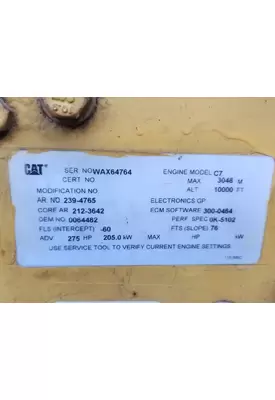 CAT SER NO WAX64764 ENGINE MODEL C7
CERT NO. MAX 3048 M
MODIFICATION NO ALT 10000 FT
AR. NO. 239-4765 ELECTRONICS GP
CORE AR 212-3642 ECM SOFTWARE 300-0484
OEM NO 0064462 PERF SPEC 0K-5102
FLS (INTERCEPT) -60 FTS (SLOPE) 76
ADV 275 HP 205.0 kW MAX HP kW
USE SERVICE TOOL TO VERIFY CURRENT ENGINE SETTINGS